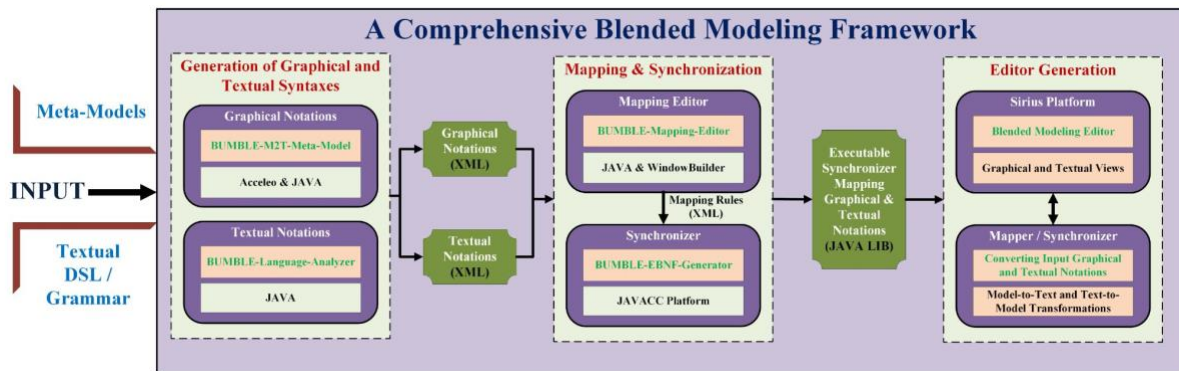 A Comprehensive Blended Modeling Framework
Meta-Models
INPUT
Textual
DSL /
Grammar
Generation of Graphical and
Textual Syntaxes
Graphical Notations
BUMBLE-M2T-Meta-Model
Acceleo & JAVA
Textual Notations
BUMBLE-Language-Analyzer
JAVA
Graphical
Notations
(XML)
Textual
Notations
(XML)
Mapping & Synchronization
Mapping Editor
BUMBLE-Mapping-Editor
JAVA & WindowBuilder
Mapping Rules
(XML)
Synchronizer
BUMBLE-EBNF-Generator
JAVACC Platform
Executable
Synchronizer
Mapping
Graphical &
Textual
Notations
(JAVA LIB)
Editor Generation
Sirius Platform
Blended Modeling Editor
Graphical and Textual Views
Mapper / Synchronizer
Converting Input Graphical
and Textual Notations
Model-to-Text and Text-to-
Model Transformations